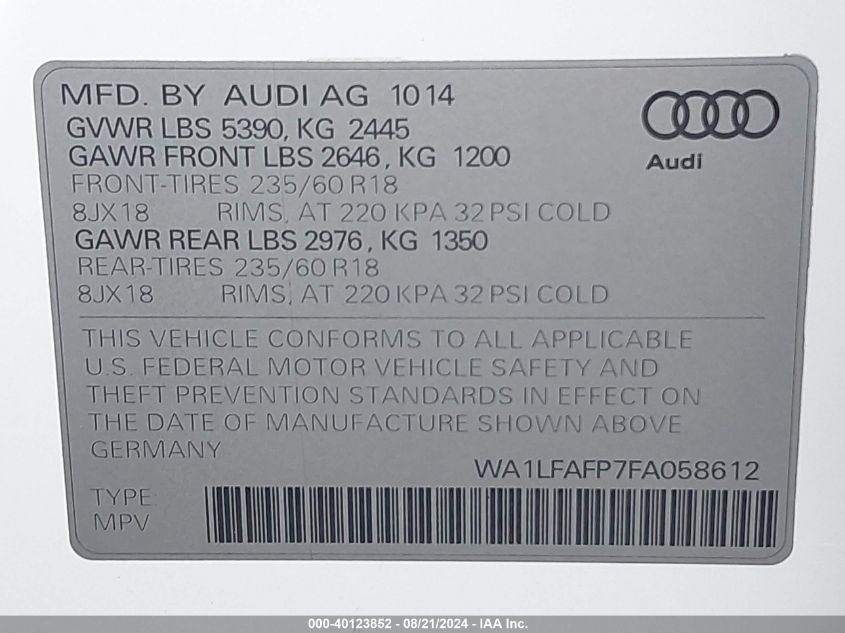 MFD. BY AUDI AG 1014
GVWR LBS 5390, KG 2445
GAWR FRONT LBS 2646, KG 1200
FRONT-TIRES 235/60 R18
8JX18 RIMS, AT 220 KPA 32 PSI COLD
GAWR REAR LBS 2976, KG 1350
REAR-TIRES 235/60 R18
8JX18 RIMS, AT 220 KPA 32 PSI COLD
Audi
THIS VEHICLE CONFORMS TO ALL APPLICABLE
U.S. FEDERAL MOTOR VEHICLE SAFETY AND
THEFT PREVENTION STANDARDS IN EFFECT ON
THE DATE OF MANUFACTURE SHOWN ABOVE
GERMANY
WA1LFAFP7FA058612
TYPE:
MPV
000-40123852 - 08/21/2024 - IAA Inc.